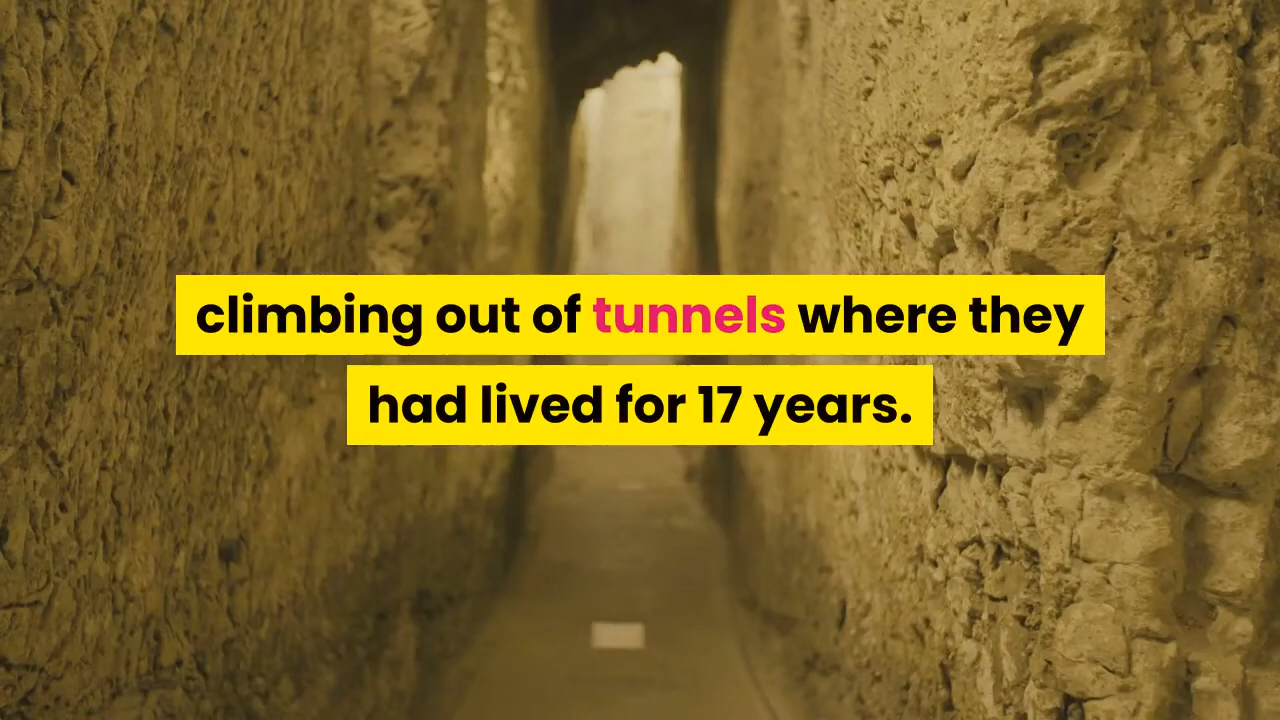 climbing out of tunnels where they
had lived for 17 years.